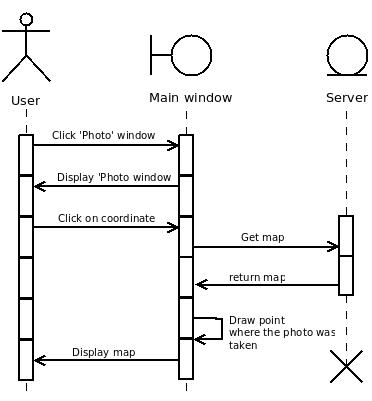 User
Main window
Server
Click 'Photo' window
Display 'Photo window
Click on coordinate
Get map
return map
Draw point
where the photo was
taken
Display map